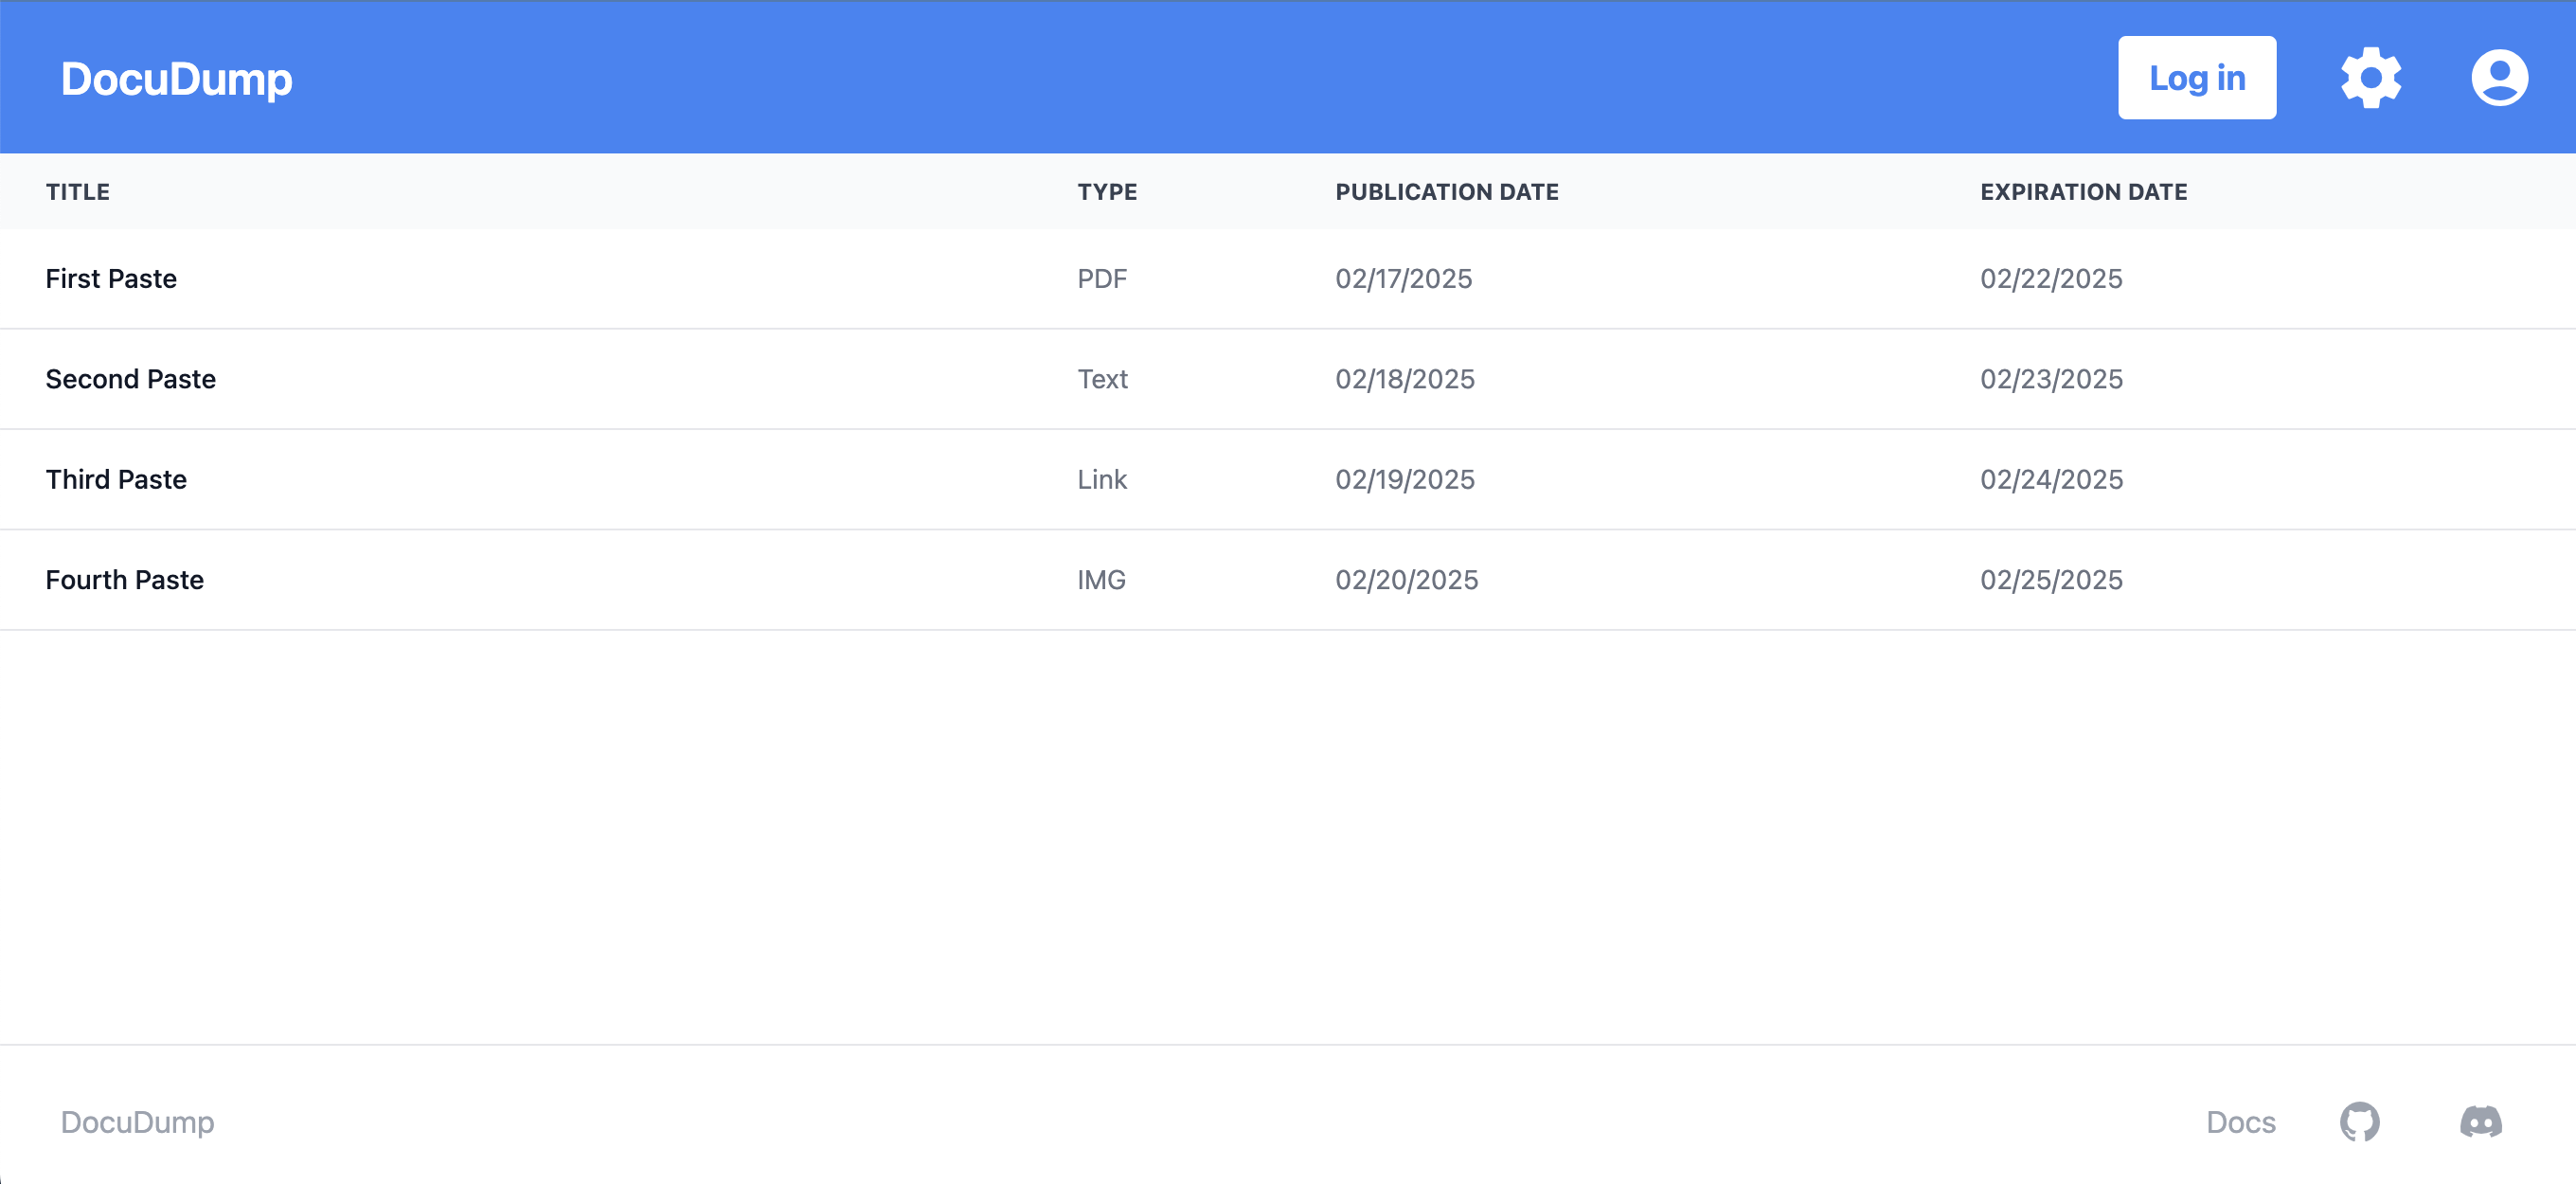 DocuDump Log in
TITLE TYPE PUBLICATION DATE EXPIRATION DATE
First Paste PDF 02/17/2025 02/22/2025
Second Paste Text 02/18/2025 02/23/2025
Third Paste Link 02/19/2025 02/24/2025
Fourth Paste IMG 02/20/2025 02/25/2025
DocuDump Docs